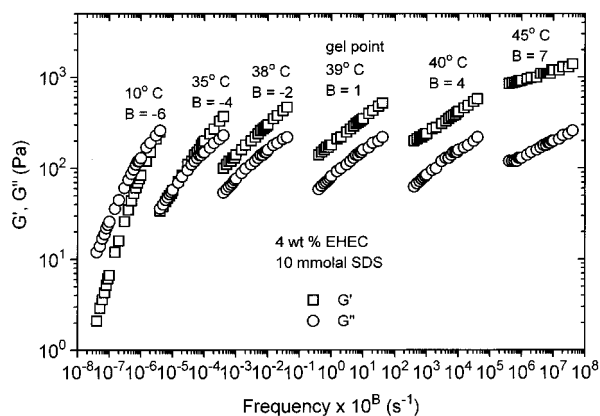 gel point
10° C
B = -6
35° C
B = -4
38° C
B = -2
39° C
B = 1
40° C
B = 4
45° C
B = 7
G', G" (Pa)
10³
10²
10¹
10⁰
4 wt % EHEC
10 mmolal SDS
G'
G"
10⁻⁸ 10⁻⁷ 10⁻⁶ 10⁻⁵ 10⁻⁴ 10⁻³ 10⁻² 10⁻¹ 10⁰ 10¹ 10² 10³ 10⁴ 10⁵ 10⁶ 10⁷ 10⁸
Frequency x 10ᴮ (s⁻¹)